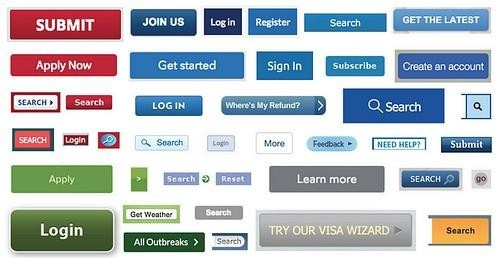 SUBMIT
JOIN US
Log in
Register
Search
GET THE LATEST
Apply Now
Get started
Sign In
Subscribe
Create an account
SEARCH
Search
LOG IN
Where's My Refund?
Search
a
SEARCH
Login
Search
Login
More
Feedback
NEED HELP?
Submit
Apply
>
Search
Reset
Learn more
SEARCH
go
Login
Get Weather
Search
All Outbreaks
Search
TRY OUR VISA WIZARD
Search